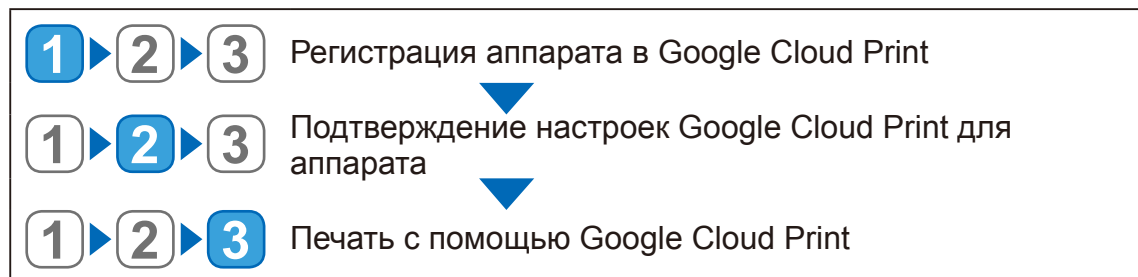 1 2 3 Регистрация аппарата в Google Cloud Print
1 2 3 Подтверждение настроек Google Cloud Print для
аппарата
1 2 3 Печать с помощью Google Cloud Print